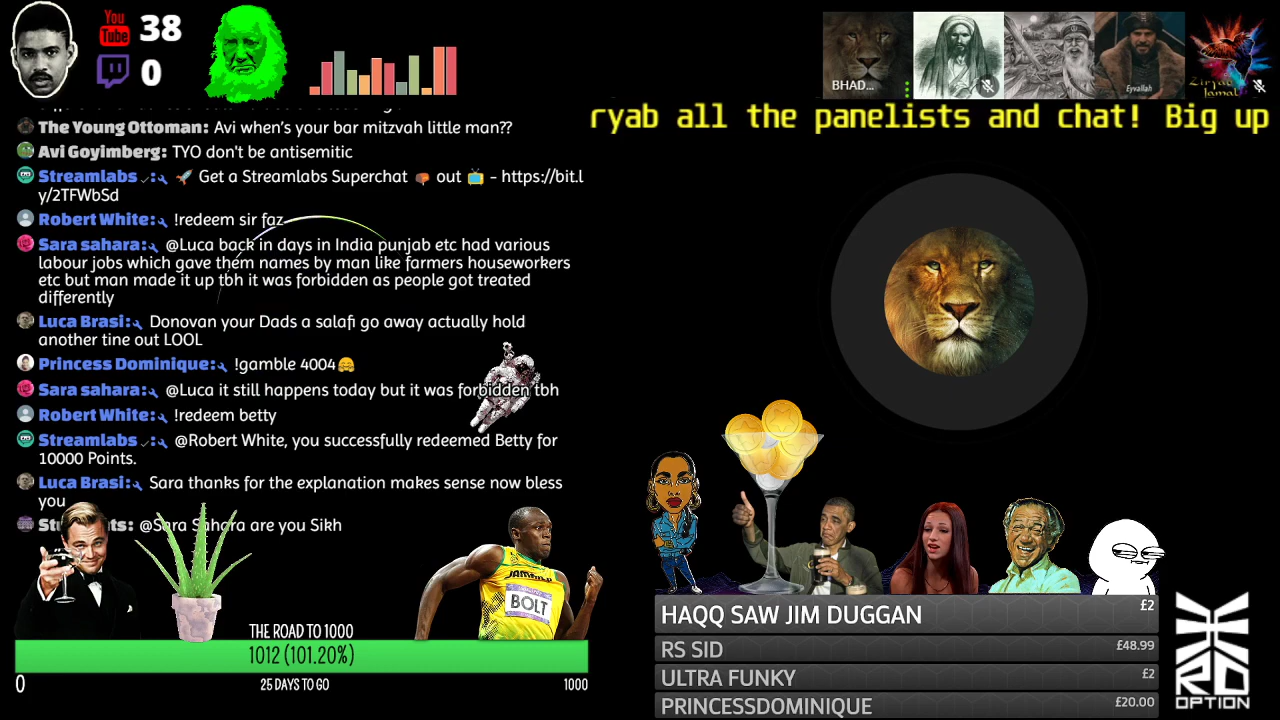 You
Tube 38
0
BHAD...
Eyvallah
Ziryab
Jamal
ryab all the panelists and chat! Big up
The Young Ottoman: Avi when's your bar mitzvah little man??
Avi Goyimberg: TYO don't be antisemitic
Streamlabs : 🚀 Get a Streamlabs Superchat 👊 out 📺 - https://bit.l
y/2TFWbSd
Robert White: !redeem sir faz
Sara sahara: @Luca back in days in India punjab etc had various
labour jobs which gave them names by man like farmers houseworkers
etc but man made it up tbh it was forbidden as people got treated
differently
Luca Brasi: Donovan your Dads a salafi go away actually hold
another tine out LOOL
Princess Dominique: !gamble 4004🤗
Sara sahara: @Luca it still happens today but it was forbidden tbh
Robert White: !redeem betty
Streamlabs : @Robert White, you successfully redeemed Betty for
10000 Points.
Luca Brasi: Sara thanks for the explanation makes sense now bless
you
@Sara Sahara are you Sikh
JAMAICA
BOLT
THE ROAD TO 1000
1012 (101.20%)
0
25 DAYS TO GO
1000
HAQQ SAW JIM DUGGAN £2
RS SID £48.99
ULTRA FUNKY £2
PRINCESSDOMINIQUE £20.00
OPTION